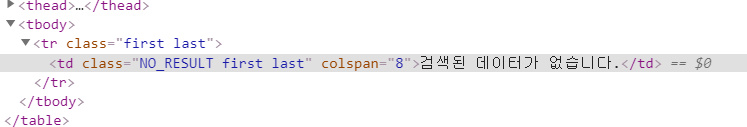 <thead>…</thead>
<tbody>
<tr class="first last">
<td class="NO_RESULT first last" colspan="8">검색된 데이터가 없습니다.</td> == $0
</tr>
</tbody>
</table>